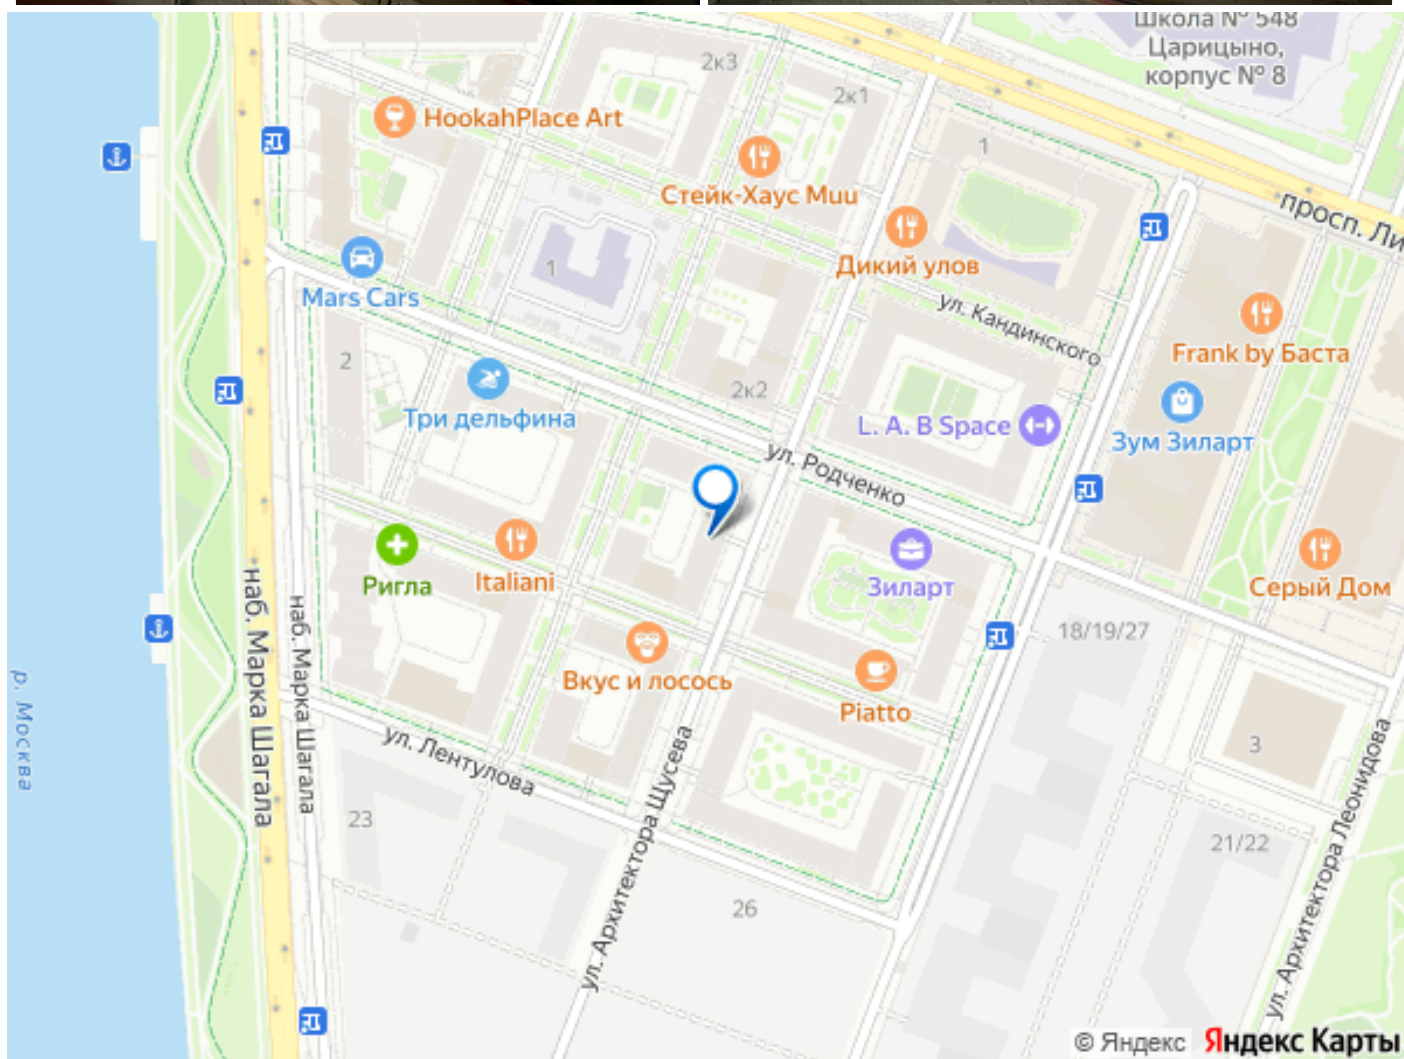 Школа № 548
Царицыно,
корпус № 8
2к3
2к1
HookahPlace Art
1
Стейк-Хаус Muu
просп. Ли
Дикий улов
1
Mars Cars
ул. Кандинского
Frank by Баста
2
2к2
Три дельфина
L. A. B Space
Зум Зиларт
ул. Родченко
Ригла
Italiani
Зиларт
Серый Дом
наб. Марка Шагала
наб. Марка Шагала
18/19/27
Вкус и лосось
Piatto
р. Москва
ул. Лентулова
3
ул. Архитектора Щусева
ул. Архитектора Леонидова
23
21/22
26
© Яндекс Яндекс Карты